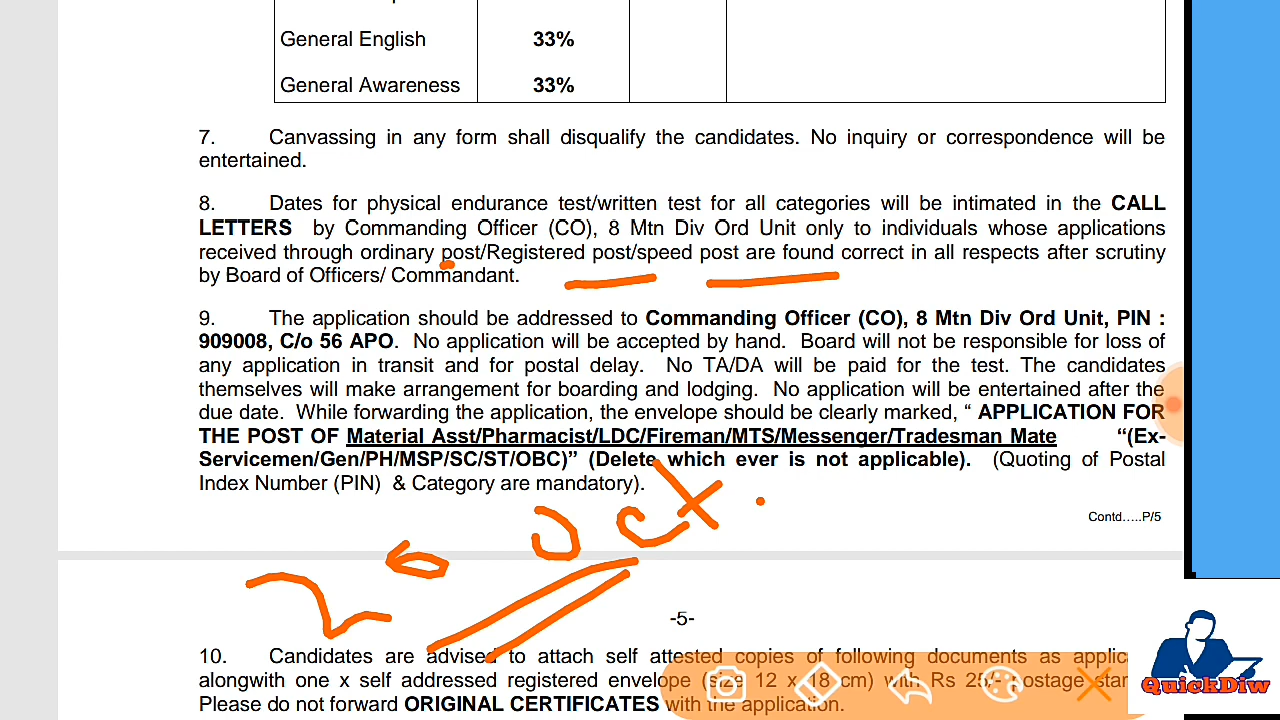 General English 33%
General Awareness 33%
7. Canvassing in any form shall disqualify the candidates. No inquiry or correspondence will be
entertained.
8. Dates for physical endurance test/written test for all categories will be intimated in the CALL
LETTERS by Commanding Officer (CO), 8 Mtn Div Ord Unit only to individuals whose applications
received through ordinary post/Registered post/speed post are found correct in all respects after scrutiny
by Board of Officers/ Commandant.
9. The application should be addressed to Commanding Officer (CO), 8 Mtn Div Ord Unit, PIN :
909008, C/o 56 APO. No application will be accepted by hand. Board will not be responsible for loss of
any application in transit and for postal delay. No TA/DA will be paid for the test. The candidates
themselves will make arrangement for boarding and lodging. No application will be entertained after the
due date. While forwarding the application, the envelope should be clearly marked, “ APPLICATION FOR
THE POST OF Material Asst/Pharmacist/LDC/Fireman/MTS/Messenger/Tradesman Mate “(Ex-
Servicemen/Gen/PH/MSP/SC/ST/OBC)” (Delete which ever is not applicable). (Quoting of Postal
Index Number (PIN) & Category are mandatory).
Contd.....P/5
-5-
10. Candidates are advised to attach self attested copies of following documents as applic
alongwith one x self addressed registered envelope (size 12 x 18 cm) with Rs 25/- postage stam
Please do not forward ORIGINAL CERTIFICATES with the application.
QuickDiw